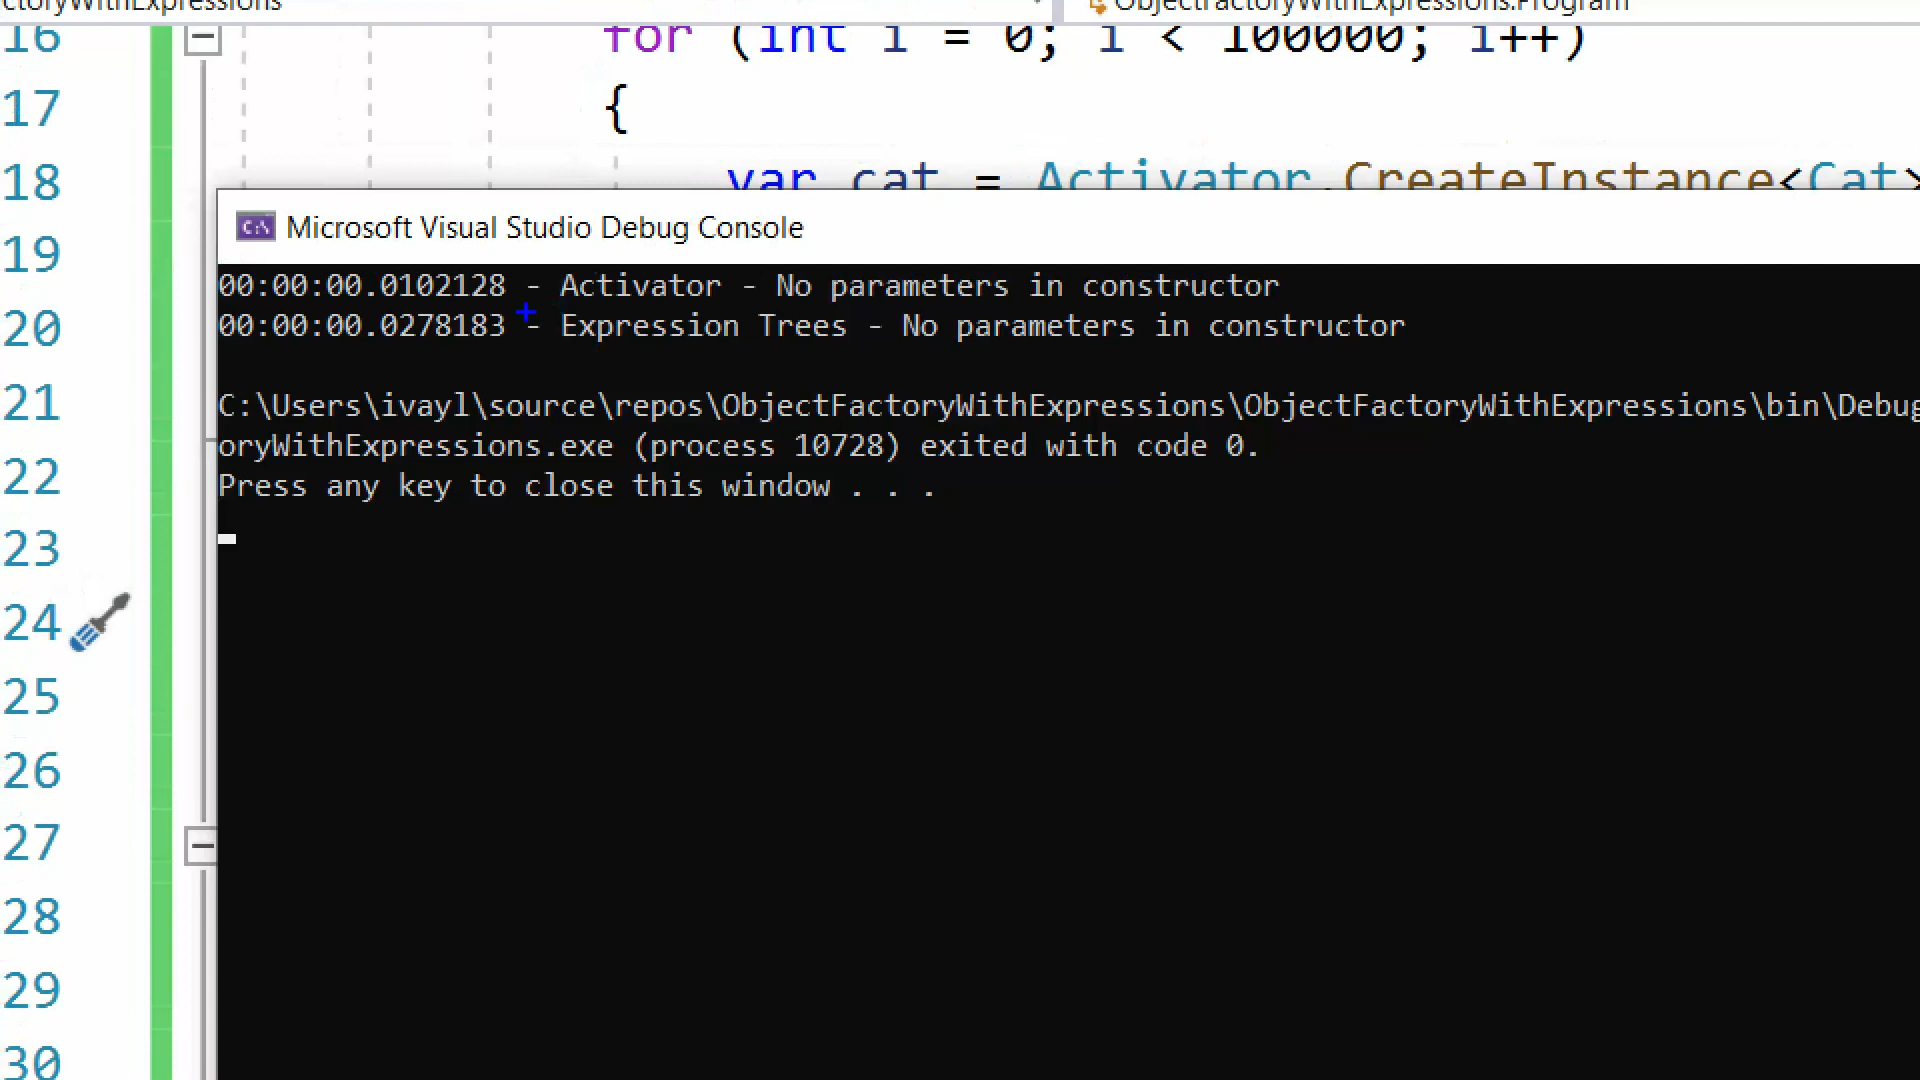 ctoryWithExpressions
ObjectFactoryWithExpressions.Program
16 for (int i = 0; i < 100000; i++)
17 {
18 var cat = Activator.CreateInstance<Cat>
Microsoft Visual Studio Debug Console
00:00:00.0102128 - Activator - No parameters in constructor
00:00:00.0278183 - Expression Trees - No parameters in constructor
C:\Users\ivayl\source\repos\ObjectFactoryWithExpressions\ObjectFactoryWithExpressions\bin\Debug
oryWithExpressions.exe (process 10728) exited with code 0.
Press any key to close this window . . .
19
20
21
22
23
24
25
26
27
28
29
30